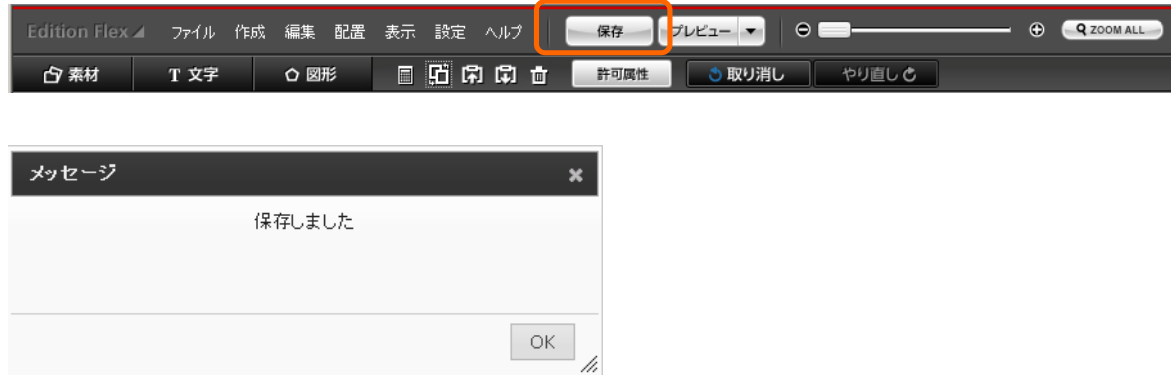 Edition Flex ファイル 作成 編集 配置 表示 設定 ヘルプ 保存 プレビュー ZOOM ALL
素材 T 文字 図形 許可属性 取り消し やり直し
メッセージ
保存しました
OK